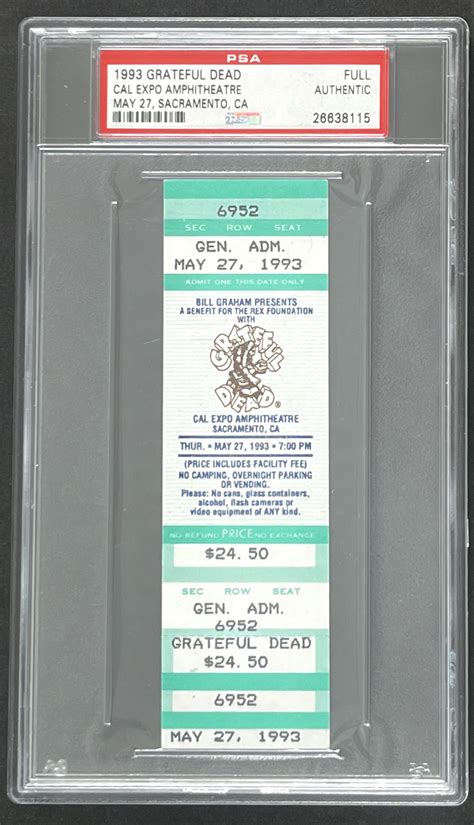 PSA
1993 GRATEFUL DEAD FULL
CAL EXPO AMPHITHEATRE AUTHENTIC
MAY 27, SACRAMENTO, CA
26638115
6952
SEC ROW SEAT
GEN. ADM.
MAY 27, 1993
ADMIT ONE THIS DATE ONLY
BILL GRAHAM PRESENTS
A BENEFIT FOR THE REX FOUNDATION
WITH
GRATEFUL
DEAD®
CAL EXPO AMPHITHEATRE
SACRAMENTO, CA
THUR. • MAY 27, 1993 • 7:00 PM
(PRICE INCLUDES FACILITY FEE)
NO CAMPING, OVERNIGHT PARKING
OR VENDING.
Please: No cans, glass containers,
alcohol, flash cameras or
video equipment of ANY kind.
NO REFUND PRICE NO EXCHANGE
$24.50
SEC ROW SEAT
GEN. ADM.
6952
GRATEFUL DEAD
$24.50
6952
MAY 27, 1993